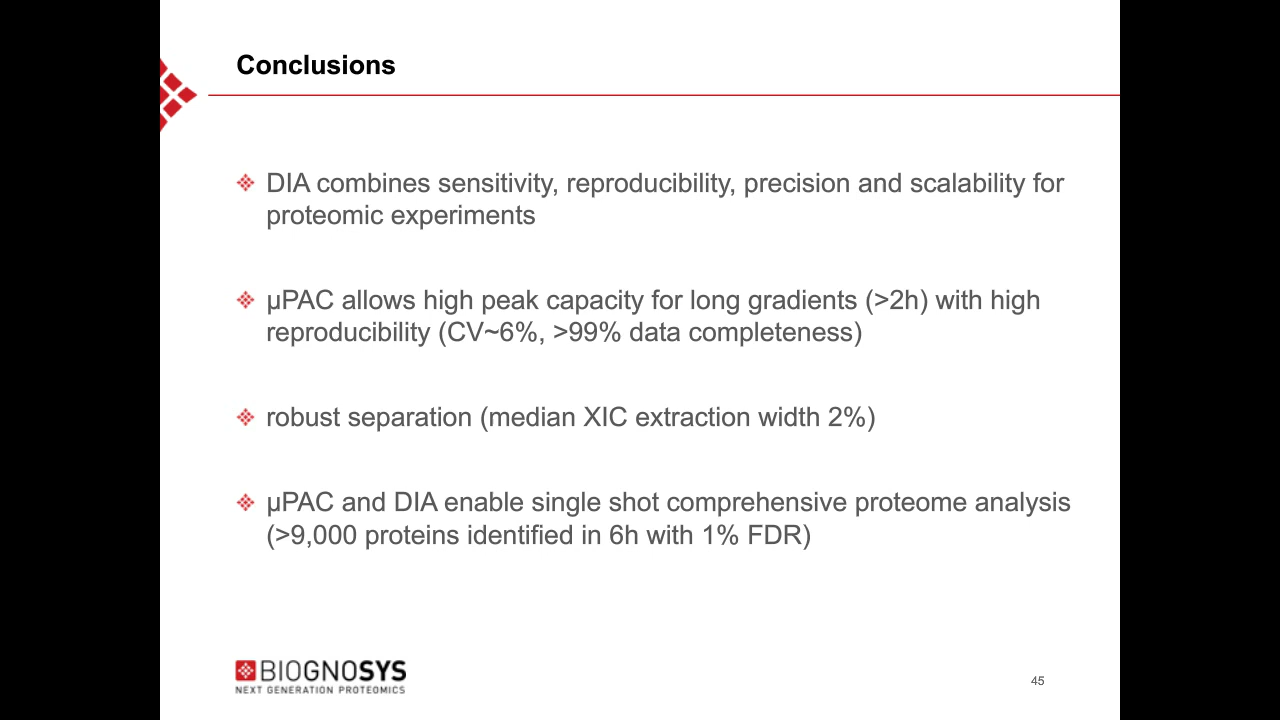 Conclusions
DIA combines sensitivity, reproducibility, precision and scalability for
proteomic experiments
µPAC allows high peak capacity for long gradients (>2h) with high
reproducibility (CV~6%, >99% data completeness)
robust separation (median XIC extraction width 2%)
µPAC and DIA enable single shot comprehensive proteome analysis
(>9,000 proteins identified in 6h with 1% FDR)
BIOGNOSYS
NEXT GENERATION PROTEOMICS
45